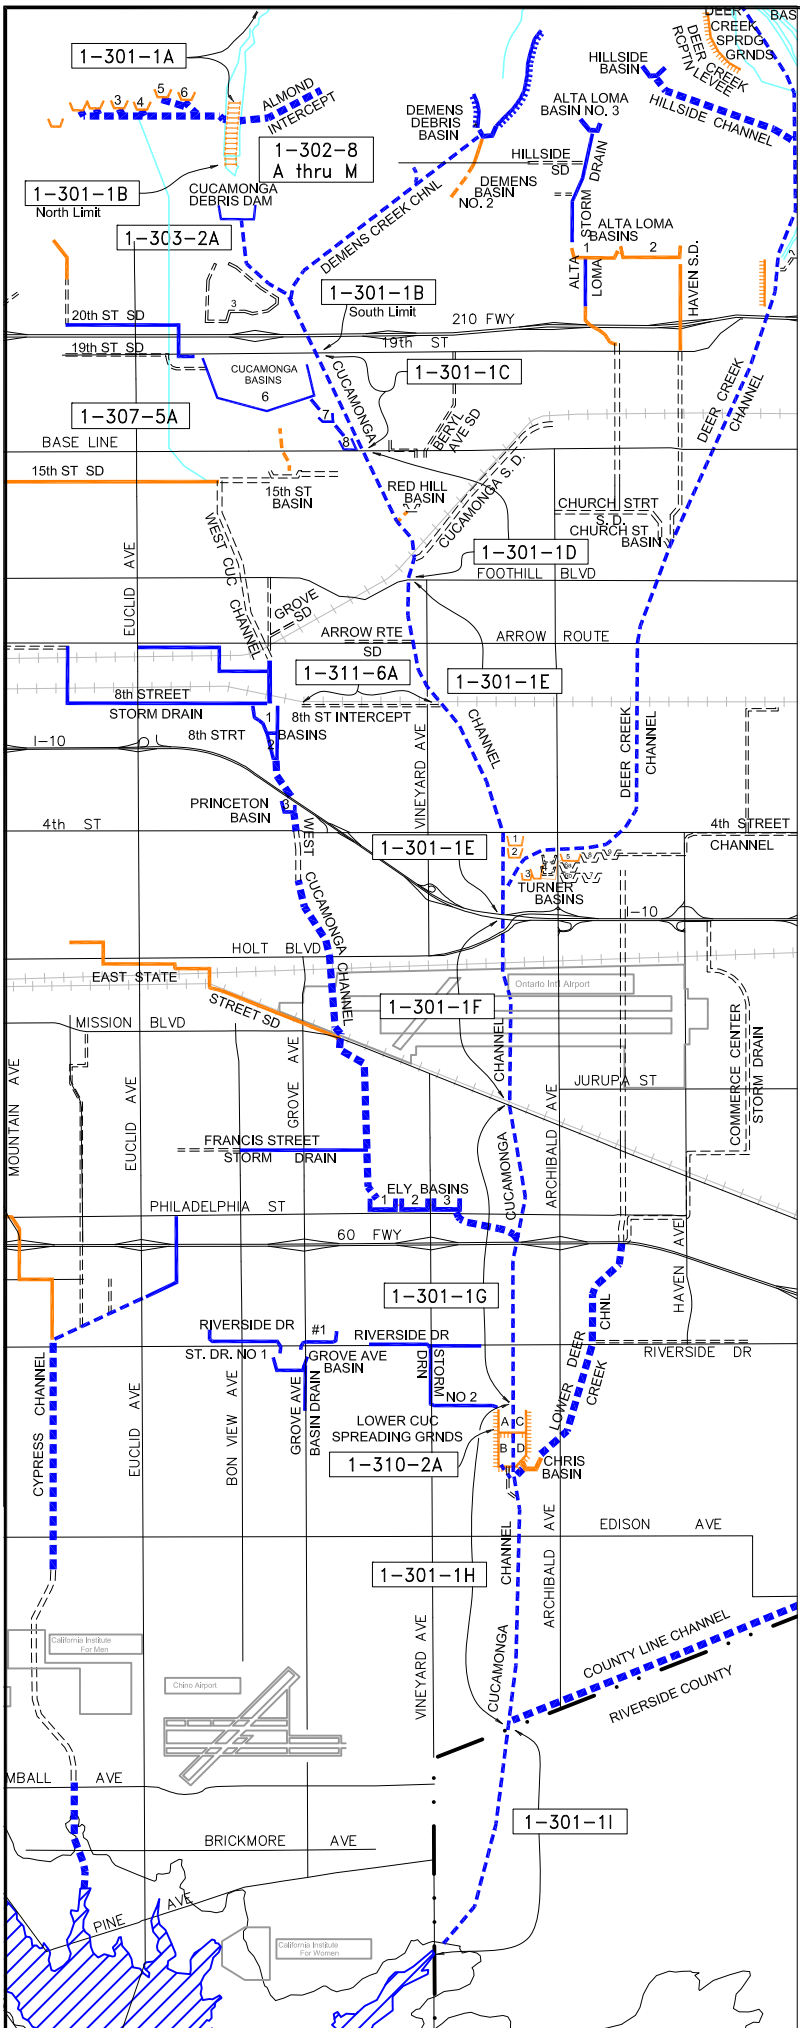 DEER
CREEK
SPRDG
GRNDS
BAS
DEER CREEK
RCPTN LEVEE
1-301-1A
HILLSIDE
BASIN
HILLSIDE CHANNEL
3
4
5
6
ALMOND
INTERCEPT
DEMENS
DEBRIS
BASIN
ALTA LOMA
BASIN NO. 3
1-302-8
A thru M
HILLSIDE
SD
STORM DRAIN
1-301-1B
North Limit
CUCAMONGA
DEBRIS DAM
DEMENS
BASIN
NO. 2
DEMENS CREEK CHNL
1-303-2A
ALTA LOMA
BASINS
1
2
ALTA
LOMA
HAVEN S.D.
3
1-301-1B
South Limit
20th ST SD
210 FWY
19th ST SD
19th ST
CUCAMONGA
BASINS
6
1-301-1C
CUCAMONGA
DEER CREEK
CHANNEL
1-307-5A
7
8
BERYL
AVE SD
BASE LINE
CUCAMONGA S. D.
15th ST SD
15th ST
BASIN
RED HILL
BASIN
CHURCH STRT
S. D.
CHURCH ST
BASIN
WEST CUC CHANNEL
EUCLID AVE
1-301-1D
FOOTHILL BLVD
GROVE
SD
ARROW RTE
SD
ARROW ROUTE
1-311-6A
1-301-1E
8th STREET
STORM DRAIN
8th ST INTERCEPT
1
2
8th STRT
BASINS
CHANNEL
DEER CREEK
CHANNEL
I-10
VINEYARD AVE
PRINCETON
BASIN
3
4th ST
WEST
CUCAMONGA CHANNEL
4th STREET
CHANNEL
1-301-1E
1
2
3
5
TURNER
BASINS
I-10
HOLT BLVD
EAST STATE
STREET SD
Ontario Int'l Airport
1-301-1F
MISSION BLVD
CHANNEL
COMMERCE CENTER
STORM DRAIN
MOUNTAIN AVE
EUCLID AVE
GROVE AVE
JURUPA ST
ARCHIBALD AVE
FRANCIS STREET
STORM DRAIN
CUCAMONGA
ELY BASINS
1
2
3
PHILADELPHIA ST
60 FWY
HAVEN AVE
1-301-1G
CHNL
RIVERSIDE DR
#1
ST. DR. NO 1
GROVE AVE
BASIN
RIVERSIDE DR
STORM
DRN
NO 2
RIVERSIDE DR
LOWER DEER
CREEK
CYPRESS CHANNEL
EUCLID AVE
BON VIEW AVE
GROVE AVE
BASIN DRAIN
LOWER CUC
SPREADING GRNDS
A
C
B
D
1-310-2A
CHRIS
BASIN
EDISON AVE
CHANNEL
ARCHIBALD AVE
1-301-1H
California Institute
For Men
Chino Airport
VINEYARD AVE
CUCAMONGA
COUNTY LINE CHANNEL
RIVERSIDE COUNTY
MBALL AVE
1-301-1I
BRICKMORE AVE
PINE AVE
California Institute
For Women